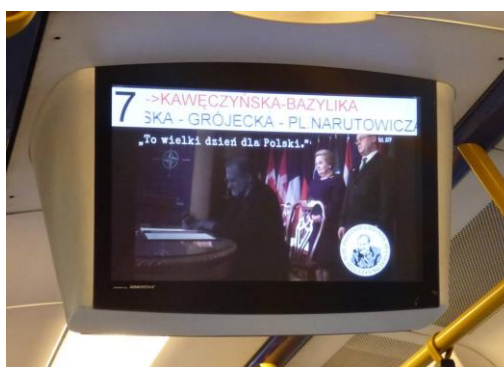 7
->KAWĘCZYŃSKA-BAZYLIKA
SKA - GRÓJECKA - PL.NARUTOWICZA
„To wielki dzień dla Polski."